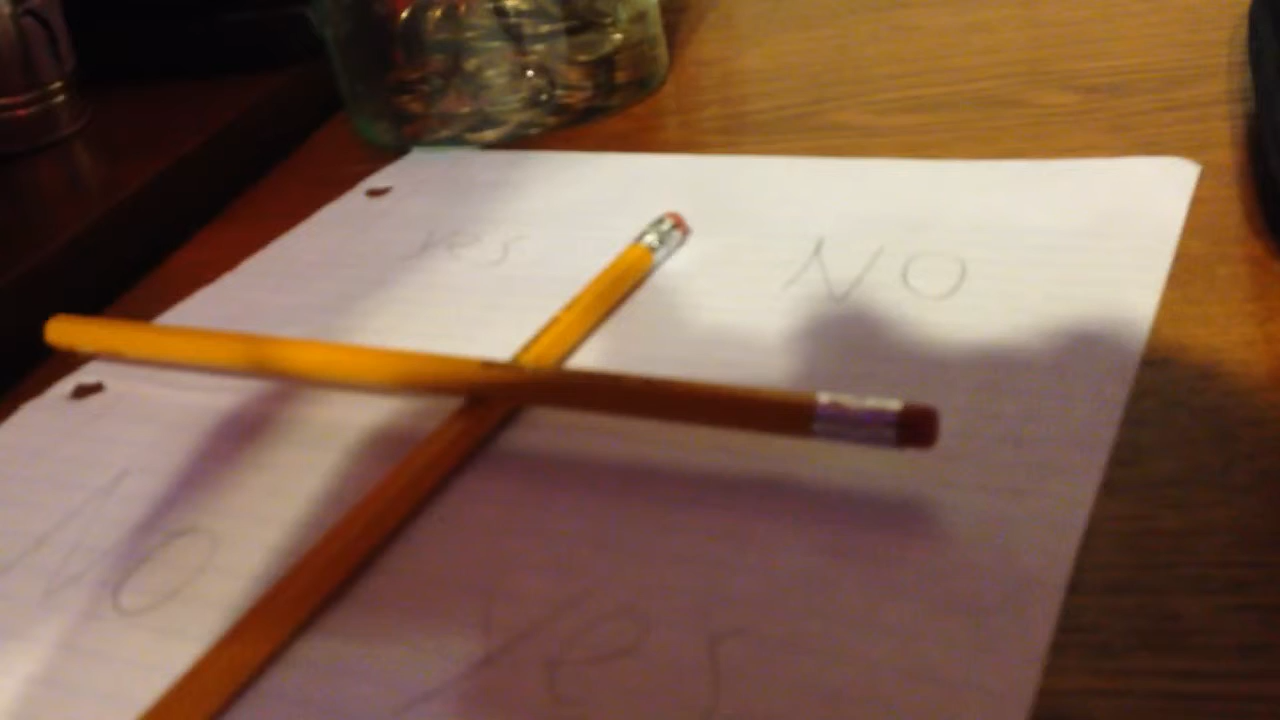 yes NO
No Yes